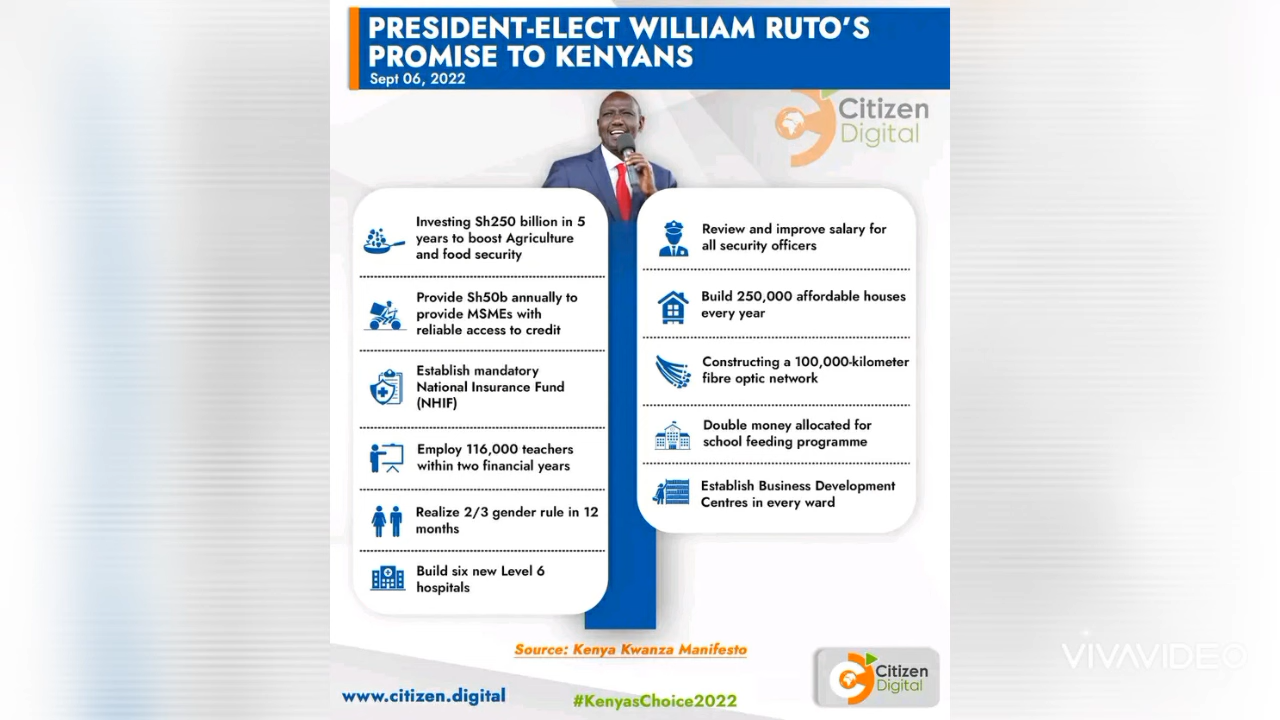 PRESIDENT-ELECT WILLIAM RUTO'S
PROMISE TO KENYANS
Sept 06, 2022
Citizen
Digital
Investing Sh250 billion in 5
years to boost Agriculture
and food security
Provide Sh50b annually to
provide MSMEs with
reliable access to credit
Establish mandatory
National Insurance Fund
(NHIF)
Employ 116,000 teachers
within two financial years
Realize 2/3 gender rule in 12
months
Build six new Level 6
hospitals
Review and improve salary for
all security officers
Build 250,000 affordable houses
every year
Constructing a 100,000-kilometer
fibre optic network
Double money allocated for
school feeding programme
Establish Business Development
Centres in every ward
Source: Kenya Kwanza Manifesto
www.citizen.digital
#KenyasChoice2022
Citizen
Digital
VIVAVIDEO